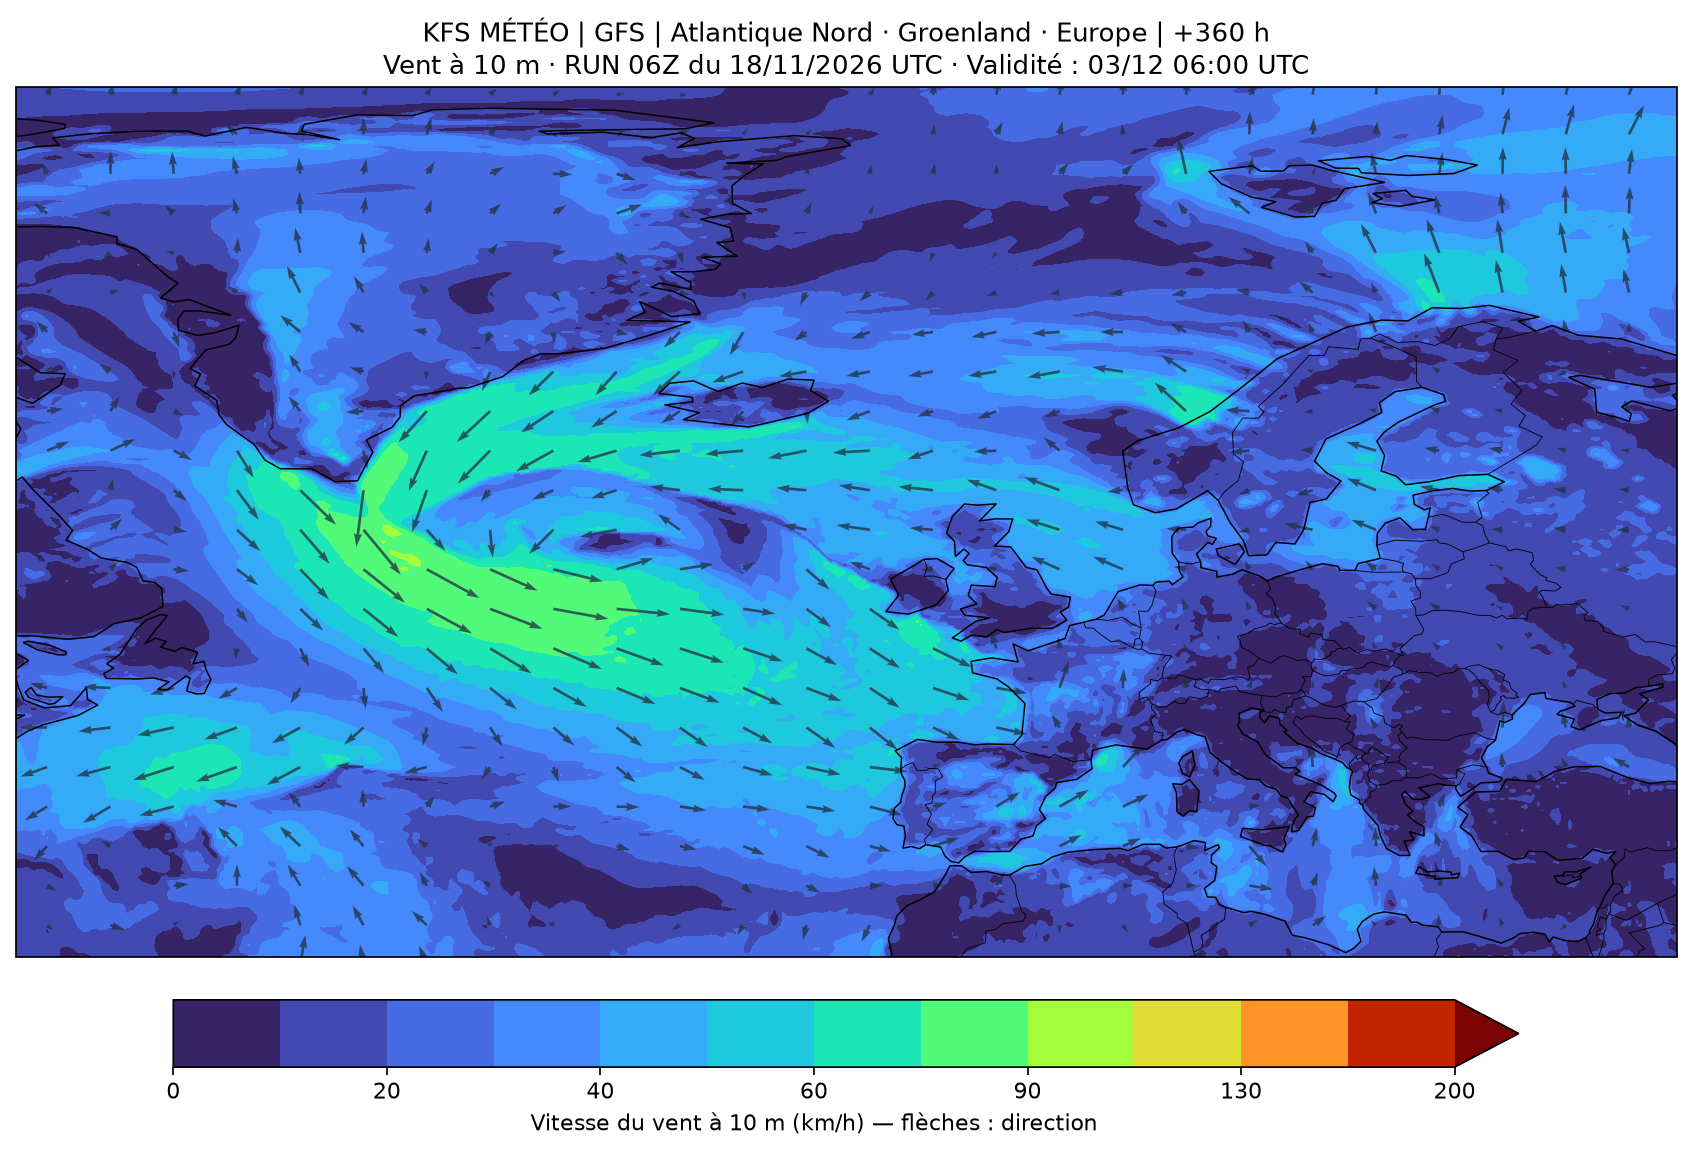 KFS MÉTÉO | GFS | Atlantique Nord · Groenland · Europe | +360 h
Vent à 10 m · RUN 06Z du 18/11/2026 UTC · Validité : 03/12 06:00 UTC
0 20 40 60 90 130 200
Vitesse du vent à 10 m (km/h) — flèches : direction